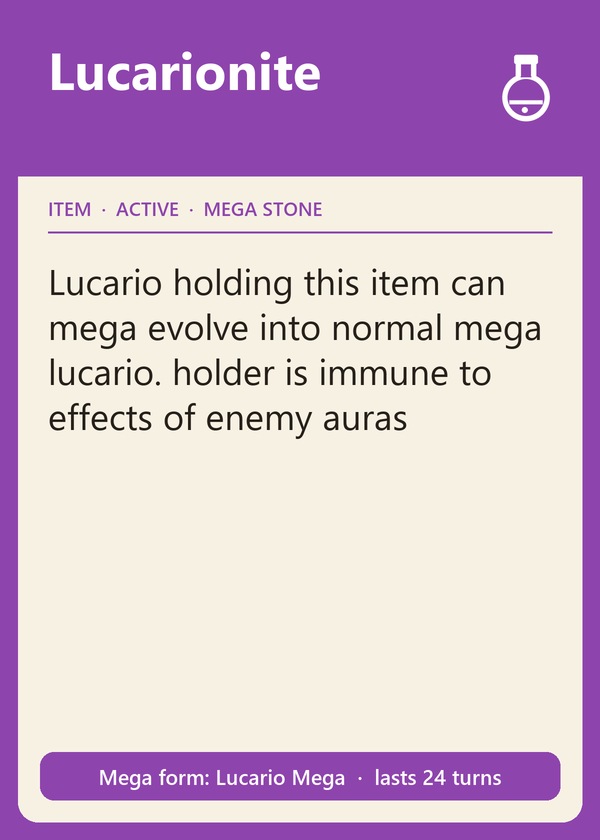 Lucarionite
ITEM · ACTIVE · MEGA STONE
Lucario holding this item can
mega evolve into normal mega
lucario. holder is immune to
effects of enemy auras
Mega form: Lucario Mega · lasts 24 turns